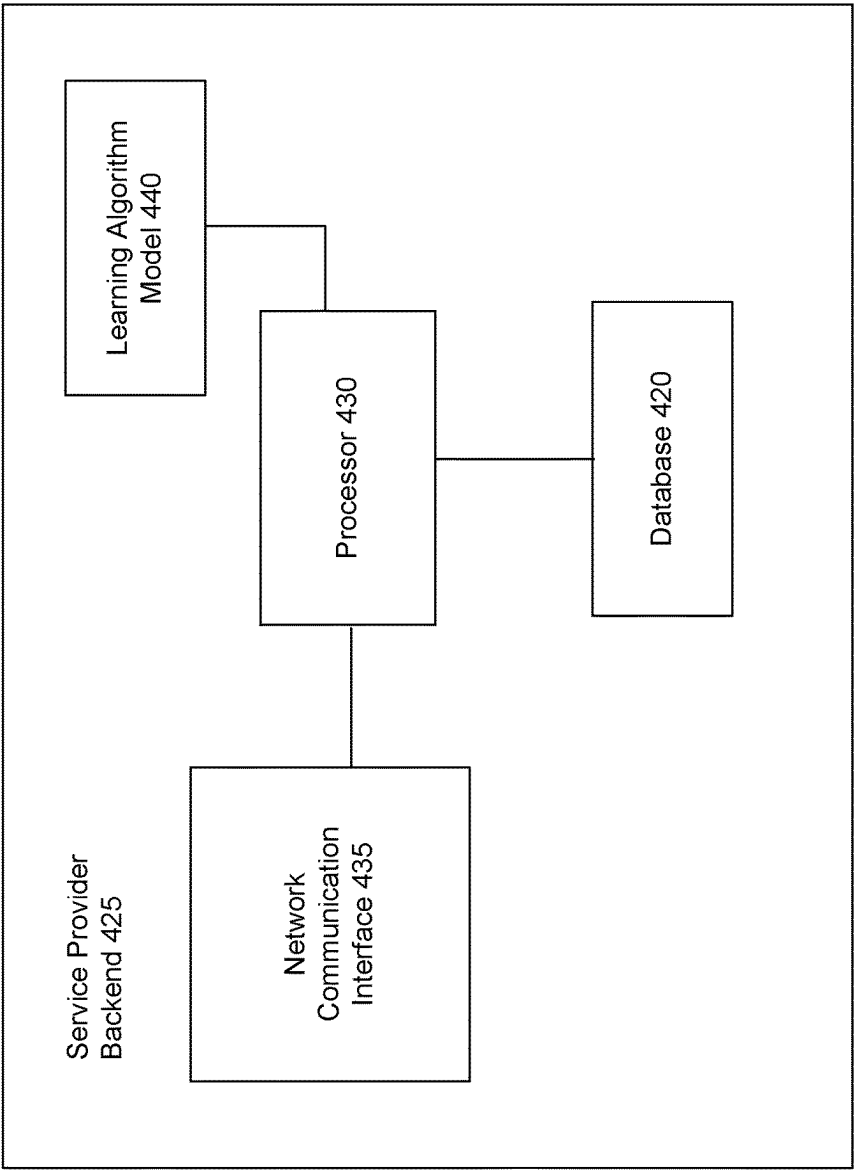 Service Provider
Backend 425
Network
Communication
Interface 435
Processor 430
Learning Algorithm
Model 440
Database 420